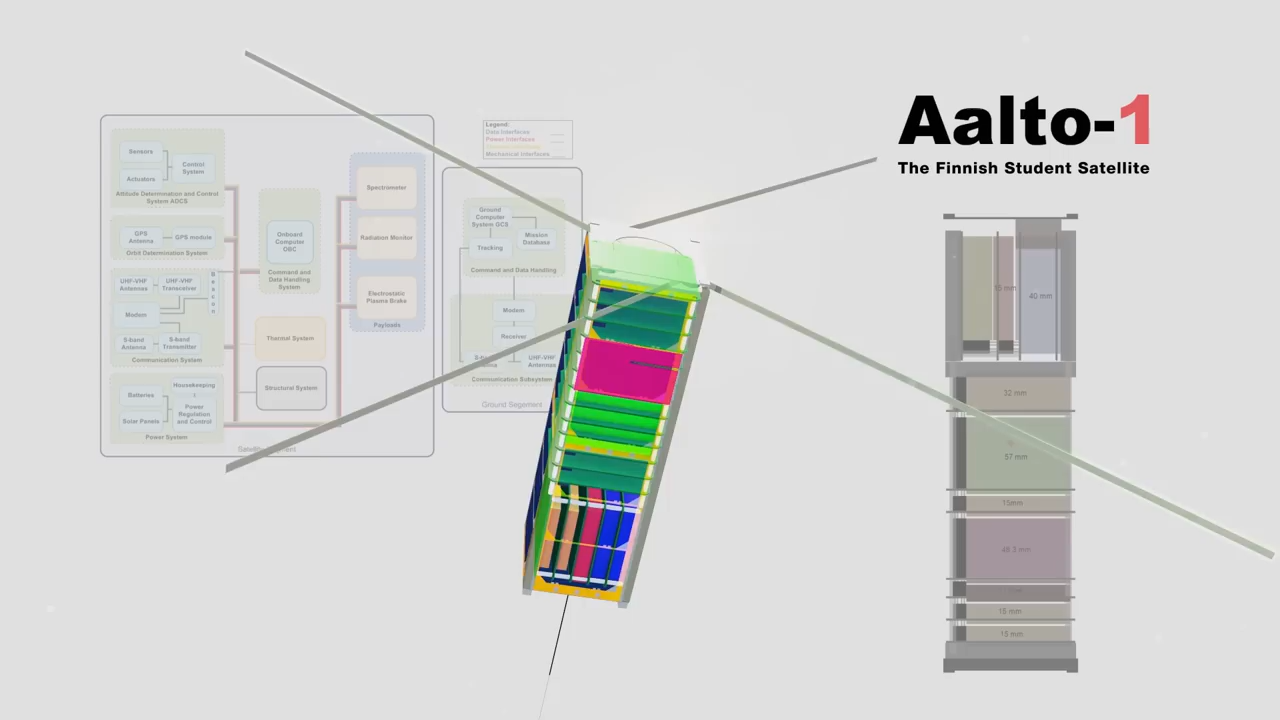 Aalto-1
The Finnish Student Satellite
Sensors
Actuators
Control
System
Attitude Determination and Control
System ADCS
GPS
Antenna
GPS module
Orbit Determination System
UHF-VHF
Antennas
UHF-VHF
Transceiver
Beacon
Modem
S-band
Antenna
S-band
Transmitter
Communication System
Batteries
Housekeeping
Solar Panels
Power
Regulation
and Control
Power System
Onboard
Computer
OBC
Command and
Data Handling
System
Thermal System
Structural System
Spectrometer
Radiation Monitor
Electrostatic
Plasma Brake
Payloads
Legend:
Data Interfaces
Power Interfaces
Mechanical Interfaces
Ground
Computer
System GCS
Mission
Database
Tracking
Command and Data Handling
Modem
Receiver
UHF-VHF
Antennas
Communication Subsystem
Ground Segement
40 mm
32 mm
57 mm
15mm
15 mm
15 mm